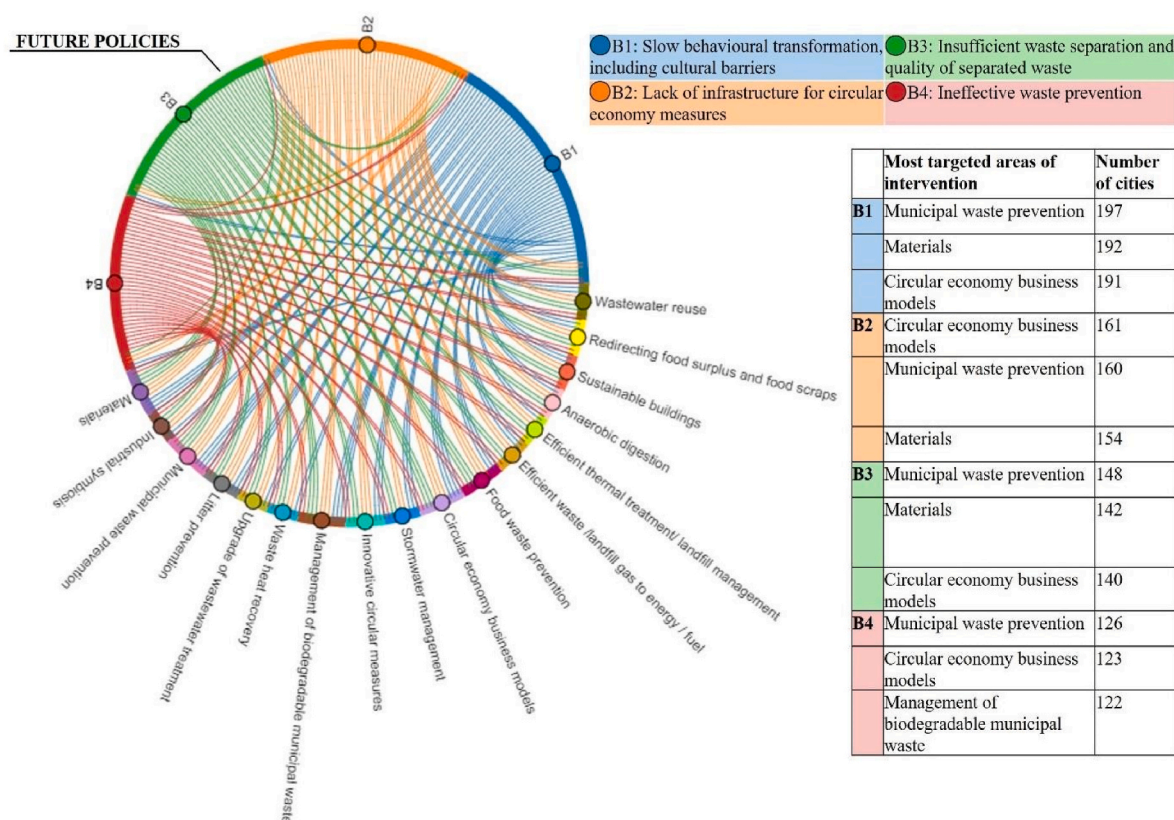 FUTURE POLICIES
B2
B3
B1
B4
B1: Slow behavioural transformation,
including cultural barriers
B3: Insufficient waste separation and
quality of separated waste
B2: Lack of infrastructure for circular
economy measures
B4: Ineffective waste prevention
Wastewater reuse
Redirecting food surplus and food scraps
Sustainable buildings
Anaerobic digestion
Efficient thermal treatment/ landfill management
Efficient waste /landfill gas to energy / fuel
Food waste prevention
Circular economy business models
Stormwater management
Innovative circular measures
Management of biodegradable municipal waste
Waste heat recovery
Upgrade of wastewater treatment
Litter prevention
Municipal waste prevention
Industrial symbiosis
Materials
Most targeted areas of
intervention
Number
of cities
B1 Municipal waste prevention 197
Materials 192
Circular economy business
models
191
B2 Circular economy business
models
161
Municipal waste prevention 160
Materials 154
B3 Municipal waste prevention 148
Materials 142
Circular economy business
models
140
B4 Municipal waste prevention 126
Circular economy business
models
123
Management of
biodegradable municipal
waste
122